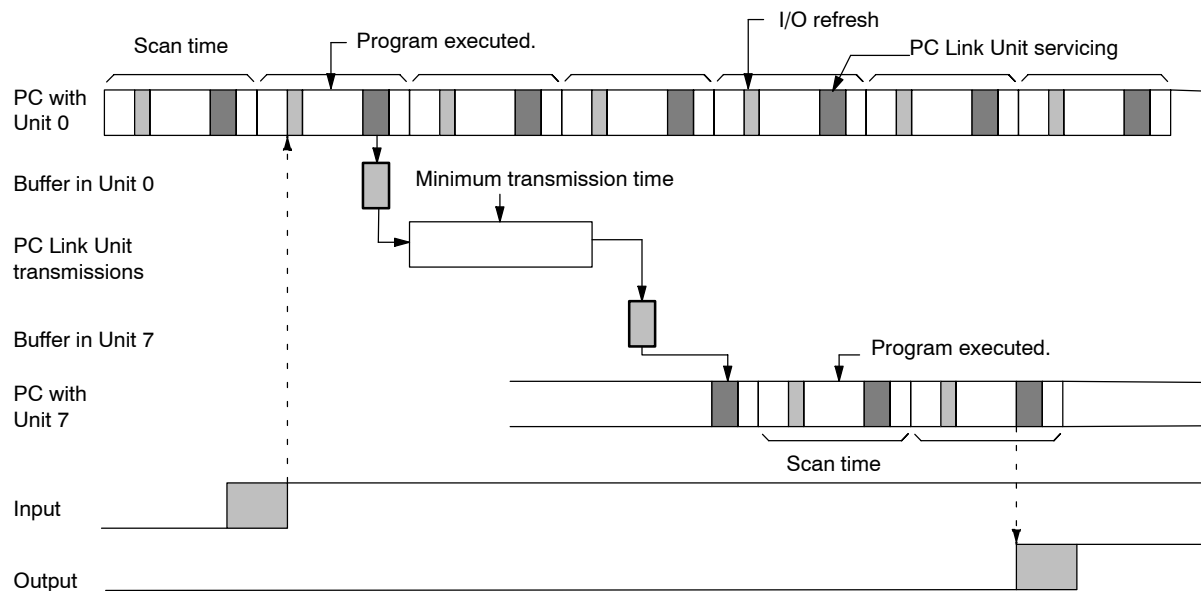 I/O refresh
Scan time
Program executed.
PC Link Unit servicing
PC with
Unit 0
Buffer in Unit 0
Minimum transmission time
PC Link Unit
transmissions
Buffer in Unit 7
Program executed.
PC with
Unit 7
Scan time
Input
Output